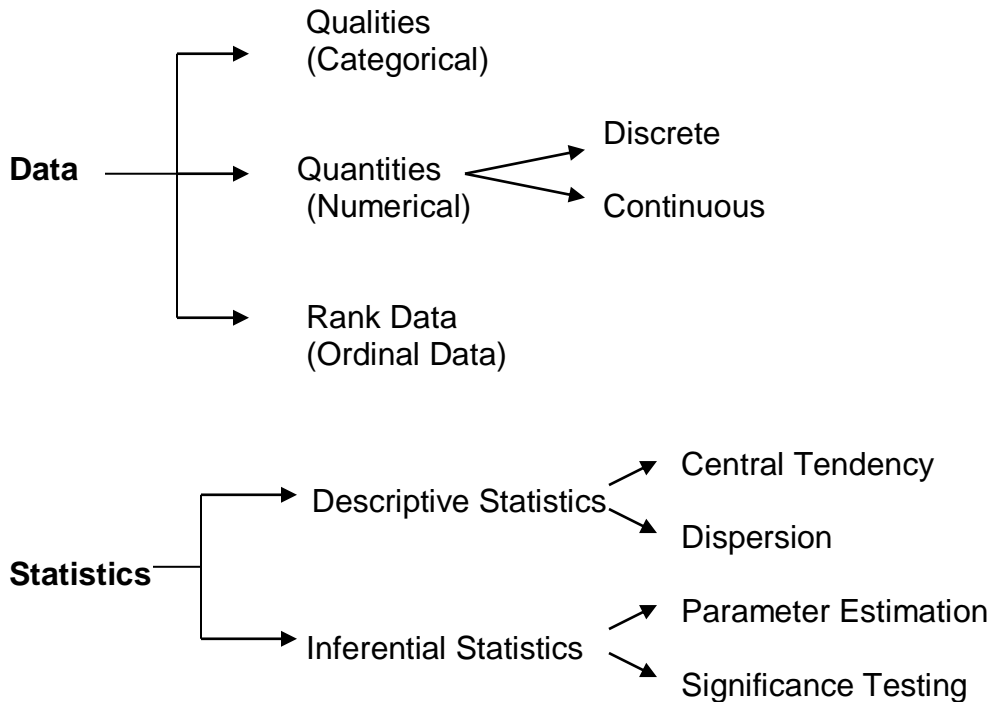 Qualities
(Categorical)
Data
Quantities
(Numerical)
Discrete
Continuous
Rank Data
(Ordinal Data)
Statistics
Descriptive Statistics
Central Tendency
Dispersion
Inferential Statistics
Parameter Estimation
Significance Testing